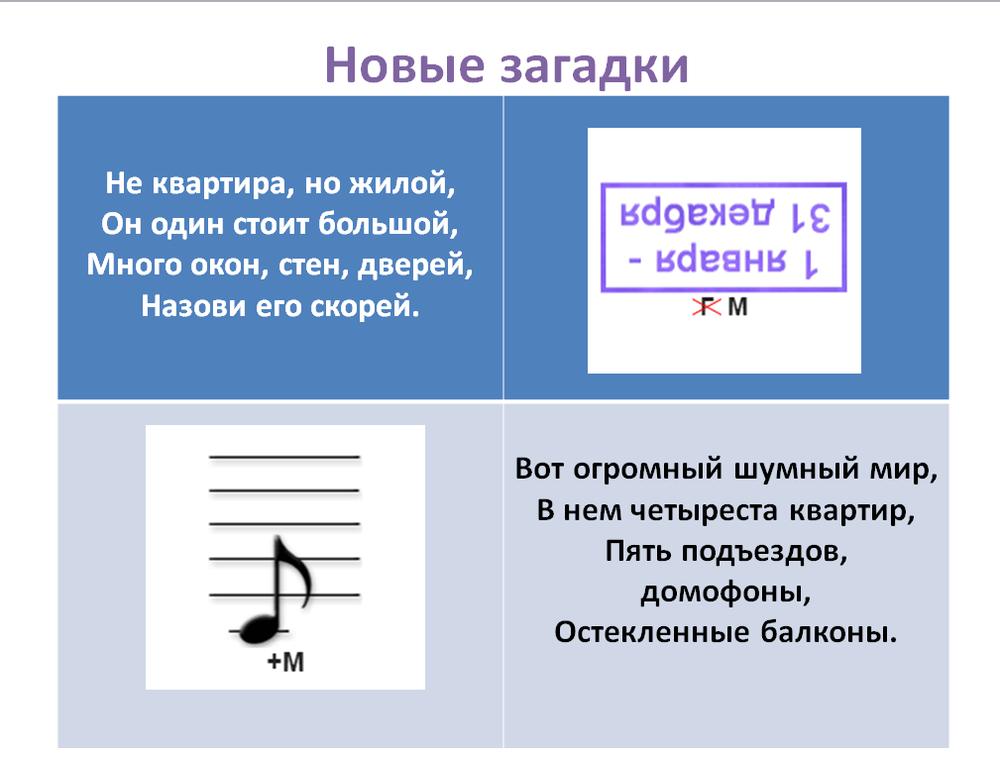 Новые загадки
Не квартира, но жилой,
Он один стоит большой,
Много окон, стен, дверей,
Назови его скорей.
1 января -
31 декабря
Г М
+М
Вот огромный шумный мир,
В нем четыреста квартир,
Пять подъездов,
домофоны,
Остекленные балконы.